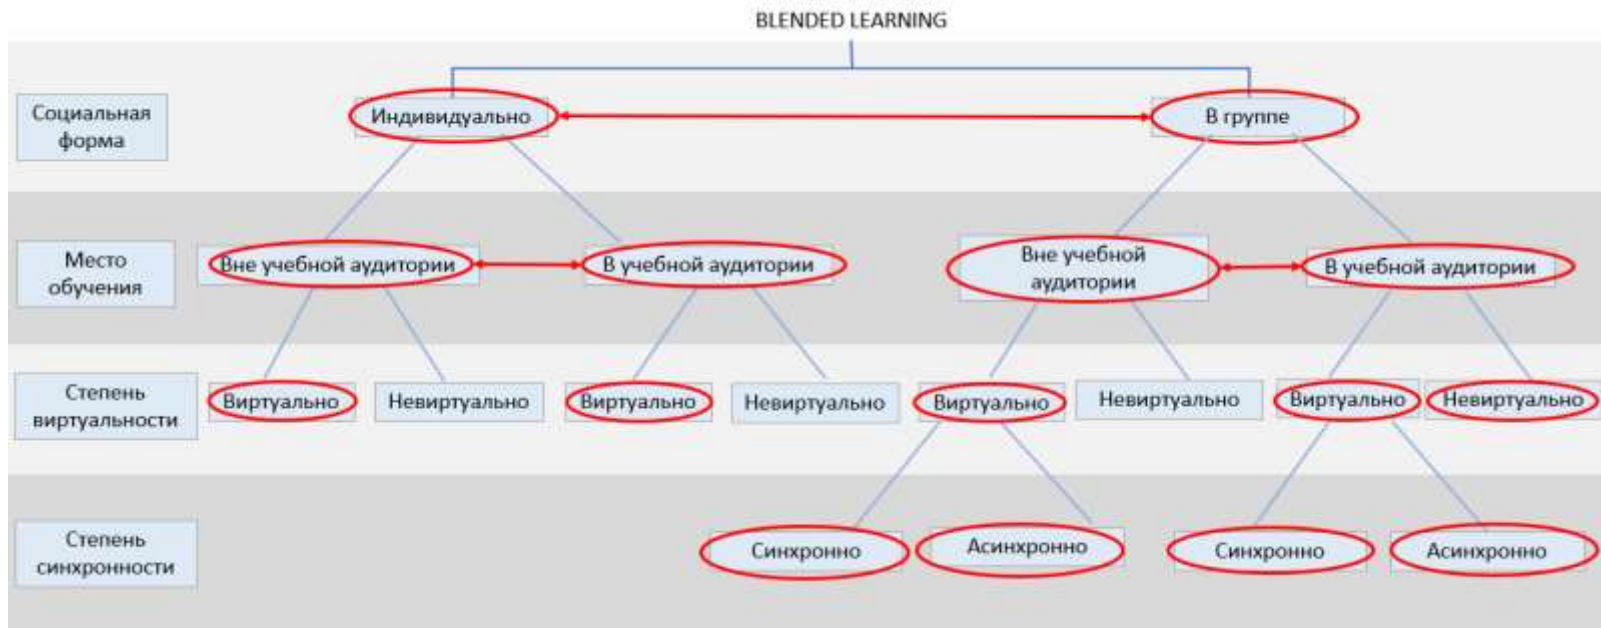 BLENDED LEARNING
Социальная
форма
Индивидуально
В группе
Место
обучения
Вне учебной аудитории
В учебной аудитории
Вне учебной
аудитории
В учебной аудитории
Степень
виртуальности
Виртуально
Невиртуально
Виртуально
Невиртуально
Виртуально
Невиртуально
Виртуально
Невиртуально
Степень
синхронности
Синхронно
Асинхронно
Синхронно
Асинхронно